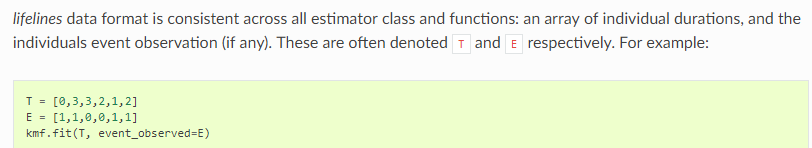 lifelines data format is consistent across all estimator class and functions: an array of individual durations, and the
individuals event observation (if any). These are often denoted T and E respectively. For example:
T = [0,3,3,2,1,2]
E = [1,1,0,0,1,1]
kmf.fit(T, event_observed=E)